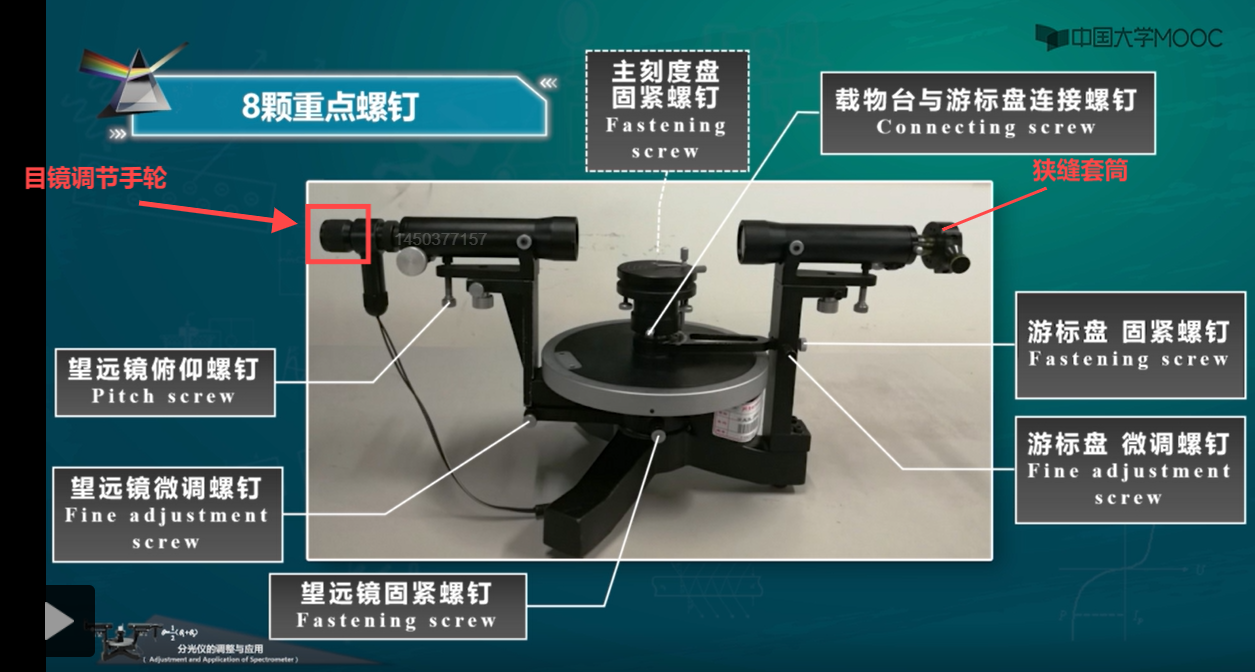 中国大学MOOC
8颗重点螺钉
主刻度盘
固紧螺钉
Fastening
screw
载物台与游标盘连接螺钉
Connecting screw
目镜调节手轮
狭缝套筒
1450377157
游标盘 固紧螺钉
Fastening screw
望远镜俯仰螺钉
Pitch screw
游标盘 微调螺钉
Fine adjustment
screw
望远镜微调螺钉
Fine adjustment
screw
望远镜固紧螺钉
Fastening screw
分光仪的调整与应用
( Adjustment and Application of Spectrometer )